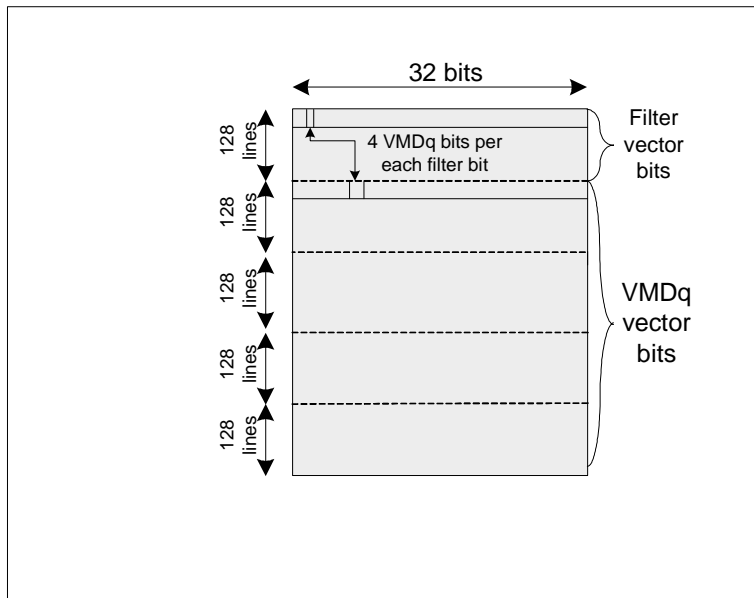 32 bits
Filter
vector
bits
4 VMDq bits per
each filter bit
128
lines
128
lines
128
lines
128
lines
128
lines
VMDq
vector
bits